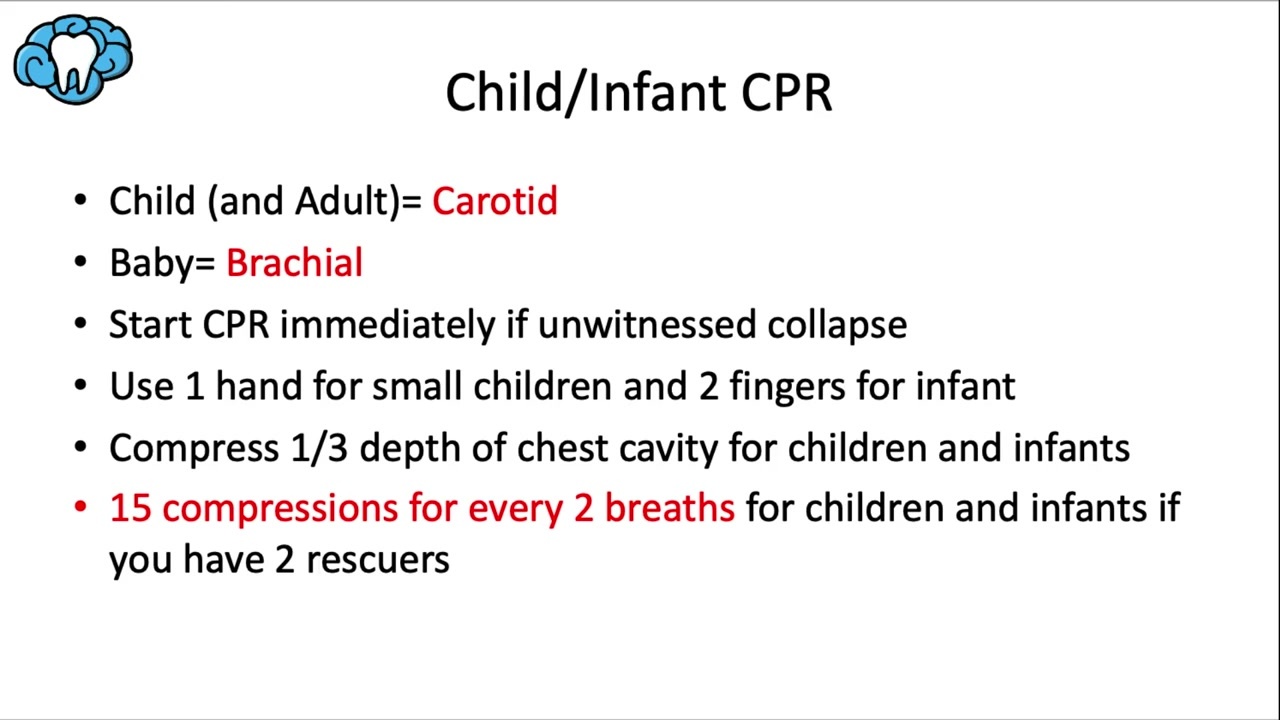 Child/Infant CPR
• Child (and Adult)= Carotid
• Baby= Brachial
• Start CPR immediately if unwitnessed collapse
• Use 1 hand for small children and 2 fingers for infant
• Compress 1/3 depth of chest cavity for children and infants
• 15 compressions for every 2 breaths for children and infants if
you have 2 rescuers